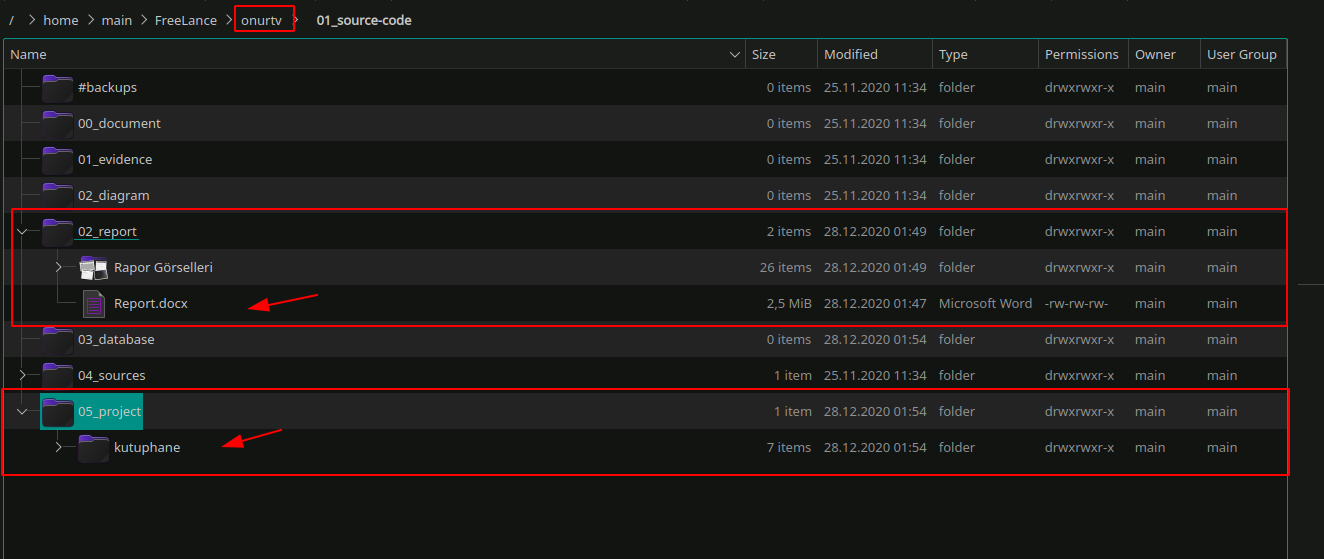 / > home > main > FreeLance > onurtv > 01_source-code
Name Size Modified Type Permissions Owner User Group
#backups 0 items 25.11.2020 11:34 folder drwxrwxr-x main main
00_document 0 items 25.11.2020 11:34 folder drwxrwxr-x main main
01_evidence 0 items 25.11.2020 11:34 folder drwxrwxr-x main main
02_diagram 0 items 25.11.2020 11:34 folder drwxrwxr-x main main
02_report 2 items 28.12.2020 01:49 folder drwxrwxr-x main main
Rapor Görselleri 26 items 28.12.2020 01:49 folder drwxrwxr-x main main
Report.docx 2,5 MiB 28.12.2020 01:47 Microsoft Word -rw-rw-rw- main main
03_database 0 items 28.12.2020 01:54 folder drwxrwxr-x main main
04_sources 1 item 25.11.2020 11:34 folder drwxrwxr-x main main
05_project 1 item 28.12.2020 01:54 folder drwxrwxr-x main main
kutuphane 7 items 28.12.2020 01:54 folder drwxrwxr-x main main